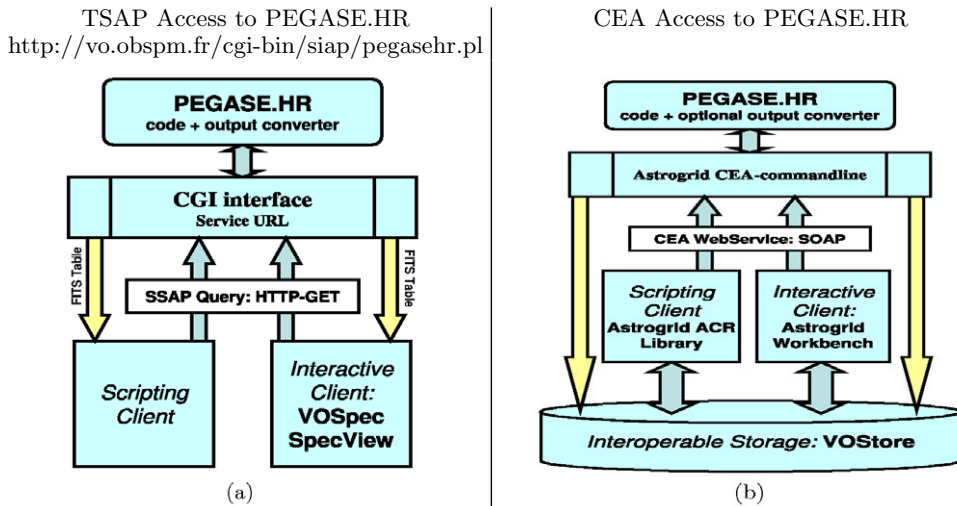 TSAP Access to PEGASE.HR
http://vo.obspm.fr/cgi-bin/siap/pegasehr.pl
PEGASE.HR
code + output converter
CGI interface
Service URL
FITS Table
FITS Table
SSAP Query: HTTP-GET
Scripting
Client
Interactive
Client:
VOSpec
SpecView
(a)
CEA Access to PEGASE.HR
PEGASE.HR
code + optional output converter
Astrogrid CEA-commandline
CEA WebService: SOAP
Scripting
Client
Astrogrid ACR
Library
Interactive
Client:
Astrogrid
Workbench
Interoperable Storage: VOStore
(b)